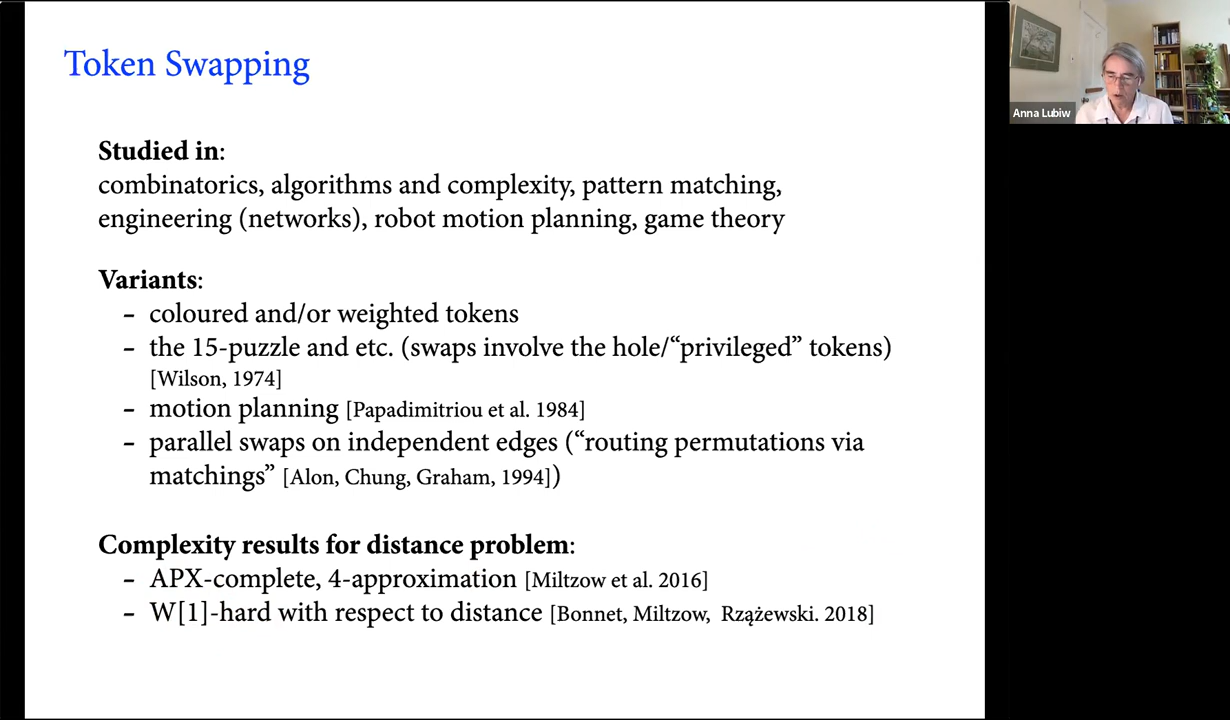 Token Swapping
Studied in:
combinatorics, algorithms and complexity, pattern matching,
engineering (networks), robot motion planning, game theory
Variants:
– coloured and/or weighted tokens
– the 15-puzzle and etc. (swaps involve the hole/“privileged” tokens)
[Wilson, 1974]
– motion planning [Papadimitriou et al. 1984]
– parallel swaps on independent edges (“routing permutations via
matchings” [Alon, Chung, Graham, 1994])
Complexity results for distance problem:
– APX-complete, 4-approximation [Miltzow et al. 2016]
– W[1]-hard with respect to distance [Bonnet, Miltzow, Rzążewski. 2018]
Anna Lubiw